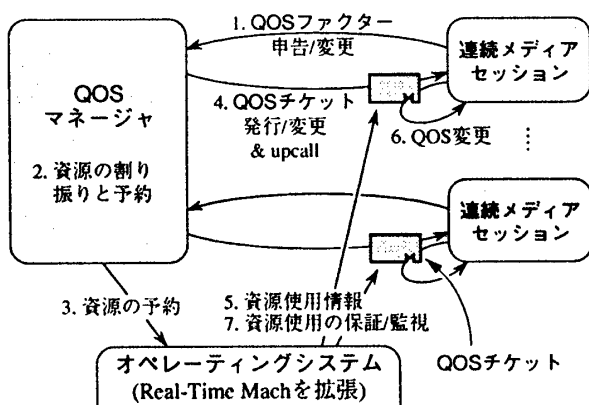 1. QOSファクター
申告/変更
連続メディア
セッション
QOS
マネージャ
4. QOSチケット
発行/変更
& upcall
6. QOS変更
2. 資源の割り
振りと予約
連続メディア
セッション
3. 資源の予約
5. 資源使用情報
7. 資源使用の保証/監視
オペレーティングシステム
(Real-Time Machを拡張)
QOSチケット